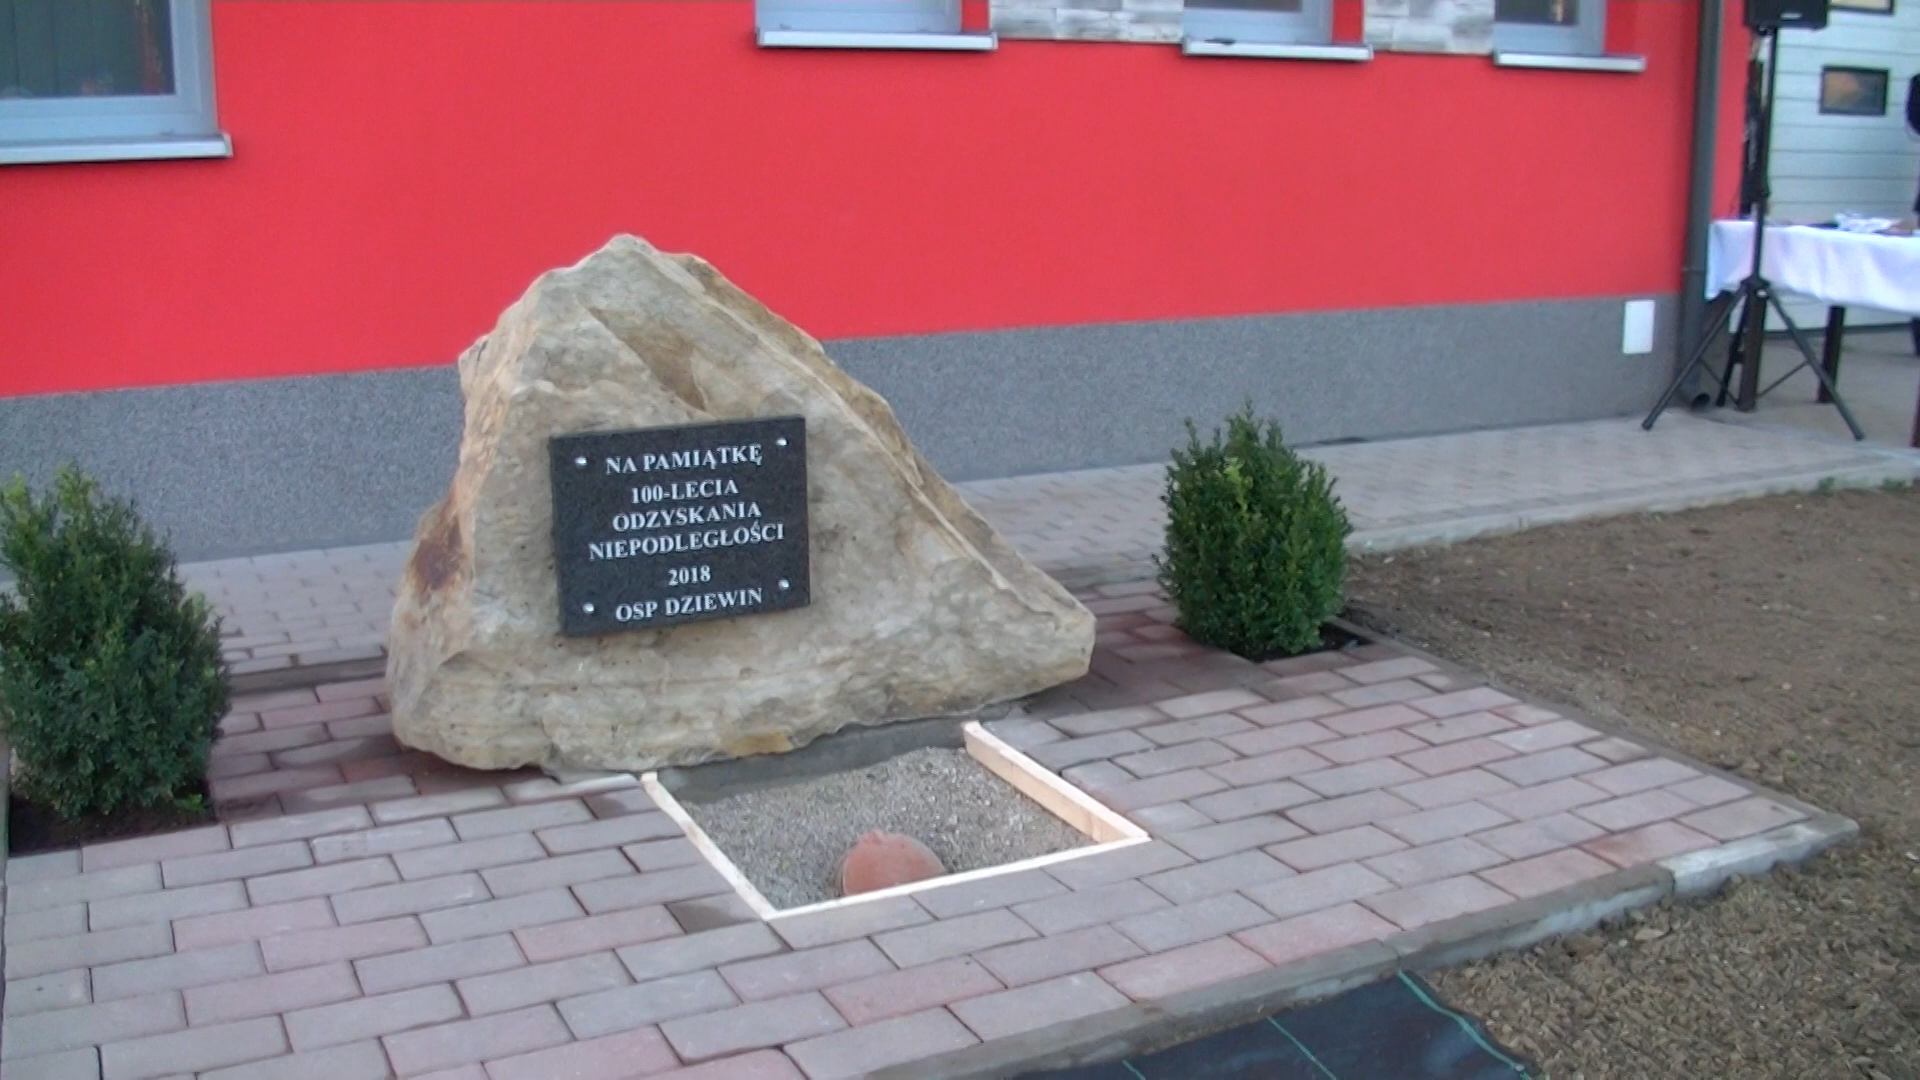 NA PAMIĄTKĘ
100-LECIA
ODZYSKANIA
NIEPODLEGŁOŚCI
2018
OSP DZIEWIN